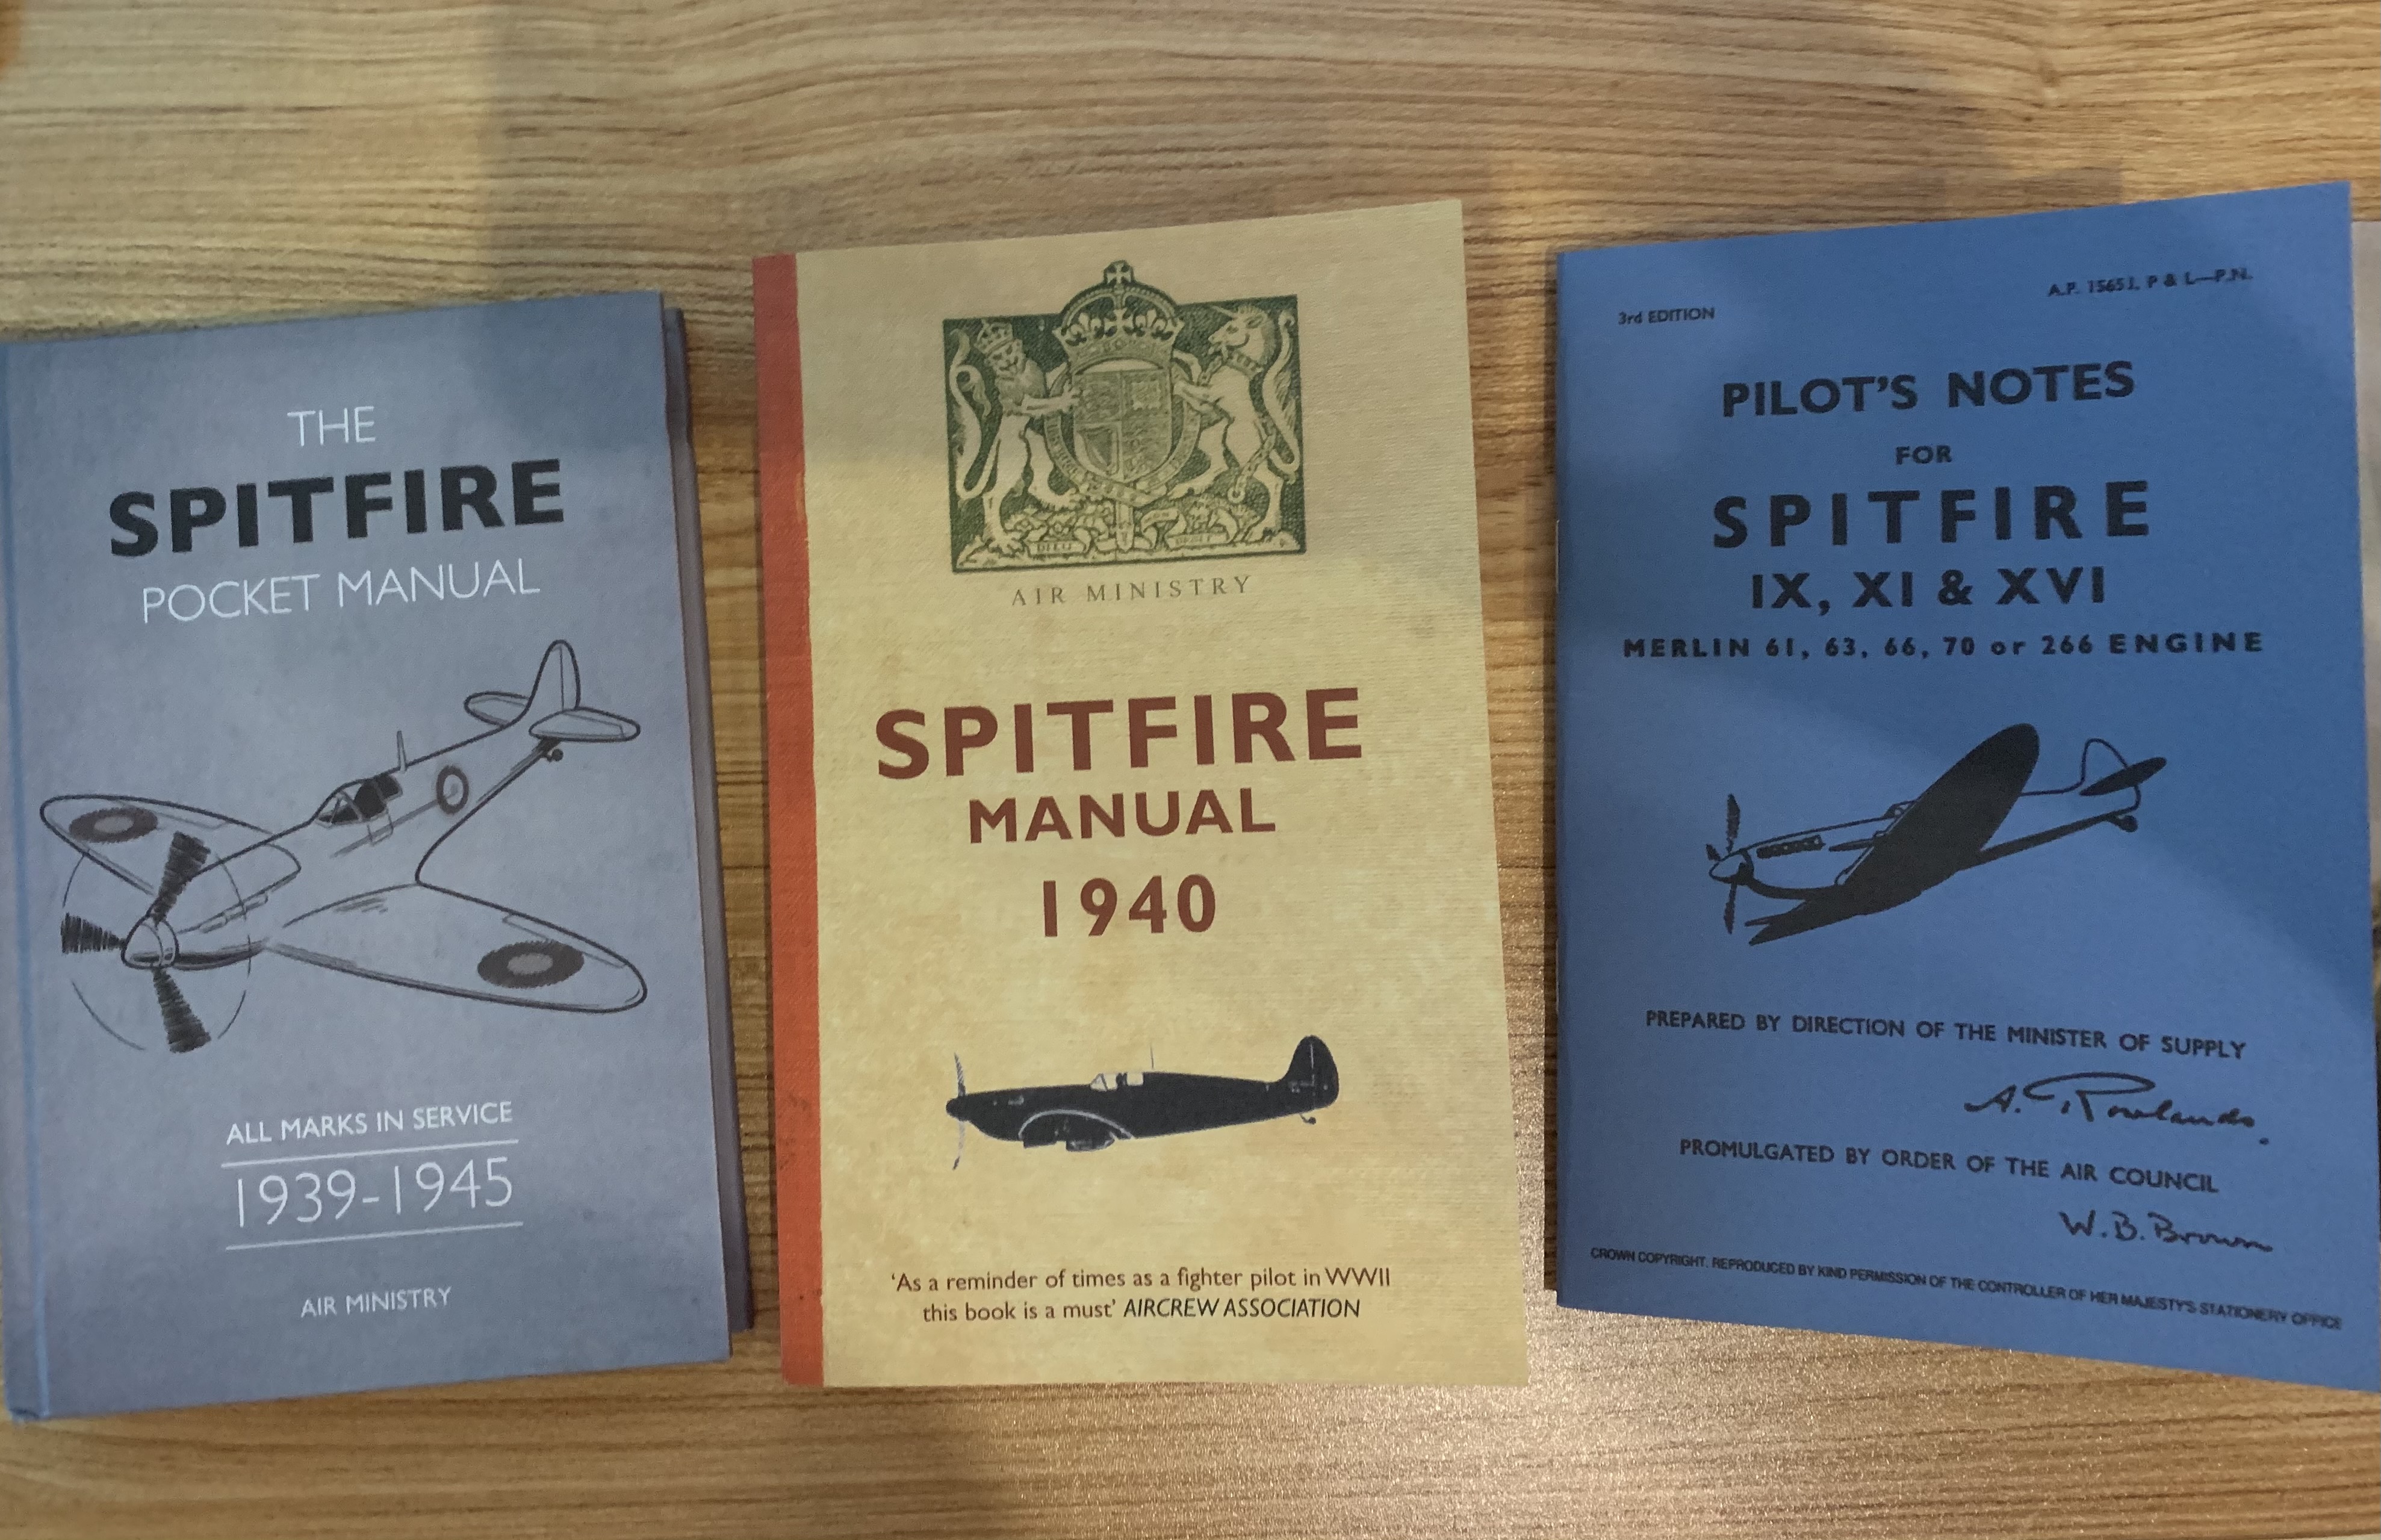 THE
SPITFIRE
POCKET MANUAL
ALL MARKS IN SERVICE
1939-1945
AIR MINISTRY
AIR MINISTRY
SPITFIRE
MANUAL
1940
'As a reminder of times as a fighter pilot in WWII
this book is a must' AIRCREW ASSOCIATION
A.P. 1565J, P & L—P.N.
3rd EDITION
PILOT'S NOTES
FOR
SPITFIRE
IX, XI & XVI
MERLIN 61, 63, 66, 70 or 266 ENGINE
PREPARED BY DIRECTION OF THE MINISTER OF SUPPLY
A. Rowlands.
PROMULGATED BY ORDER OF THE AIR COUNCIL
W.B. Brown
CROWN COPYRIGHT. REPRODUCED BY KIND PERMISSION OF THE CONTROLLER OF HER MAJESTY'S STATIONERY OFFICE